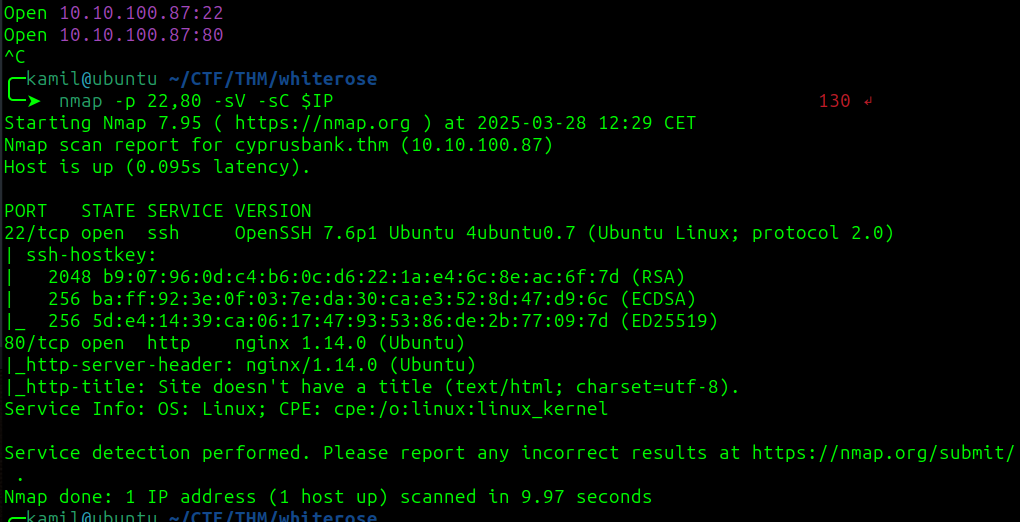 Open 10.10.100.87:22
Open 10.10.100.87:80
^C
╭─kamil@ubuntu ~/CTF/THM/whiterose
╰─➤  nmap -p 22,80 -sV -sC $IP 130 ↲
Starting Nmap 7.95 ( https://nmap.org ) at 2025-03-28 12:29 CET
Nmap scan report for cyprusbank.thm (10.10.100.87)
Host is up (0.095s latency).

PORT   STATE SERVICE VERSION
22/tcp open  ssh     OpenSSH 7.6p1 Ubuntu 4ubuntu0.7 (Ubuntu Linux; protocol 2.0)
| ssh-hostkey:
|   2048 b9:07:96:0d:c4:b6:0c:d6:22:1a:e4:6c:8e:ac:6f:7d (RSA)
|   256 ba:ff:92:3e:0f:03:7e:da:30:ca:e3:52:8d:47:d9:6c (ECDSA)
|_  256 5d:e4:14:39:ca:06:17:47:93:53:86:de:2b:77:09:7d (ED25519)
80/tcp open  http    nginx 1.14.0 (Ubuntu)
|_http-server-header: nginx/1.14.0 (Ubuntu)
|_http-title: Site doesn't have a title (text/html; charset=utf-8).
Service Info: OS: Linux; CPE: cpe:/o:linux:linux_kernel

Service detection performed. Please report any incorrect results at https://nmap.org/submit/
 .
Nmap done: 1 IP address (1 host up) scanned in 9.97 seconds
╭─kamil@ubuntu ~/CTF/THM/whiterose